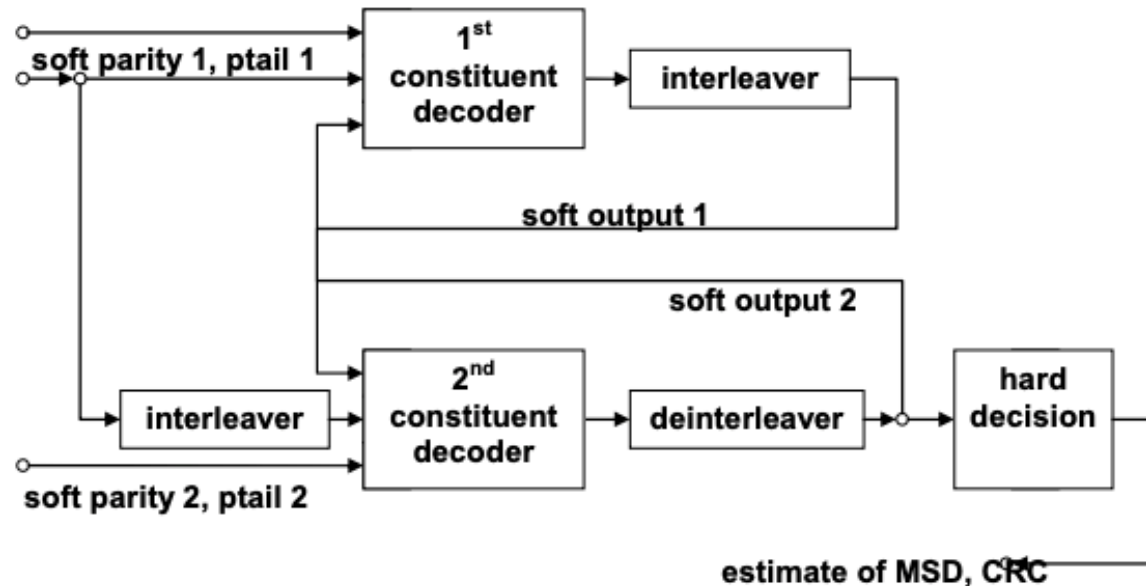 1st
constituent
decoder
soft parity 1, ptail 1
interleaver
soft output 1
soft output 2
2nd
constituent
decoder
interleaver
deinterleaver
hard
decision
soft parity 2, ptail 2
estimate of MSD, CRC